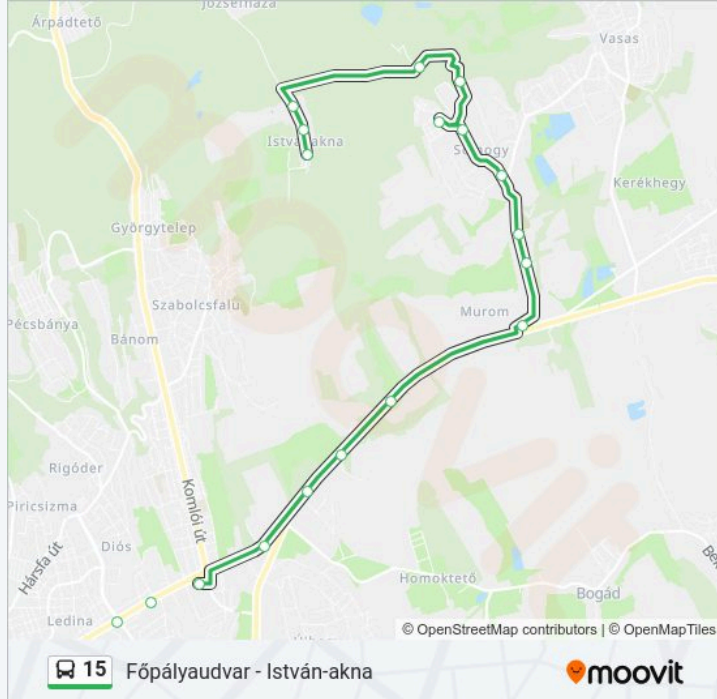 Józsefháza
Árpádtető
Vasas
István-akna
Somogy
Kerékhegy
Györgytelep
Szabolcsfalu
Pécsbánya
Murom
Bánom
Rigóder
Piricsizma
Komlói út
Diós
Hársfa út
Homoktető
Bogád
Ledina
© OpenStreetMap contributors | © OpenMapTiles
15 Főpályaudvar - István-akna
moovit